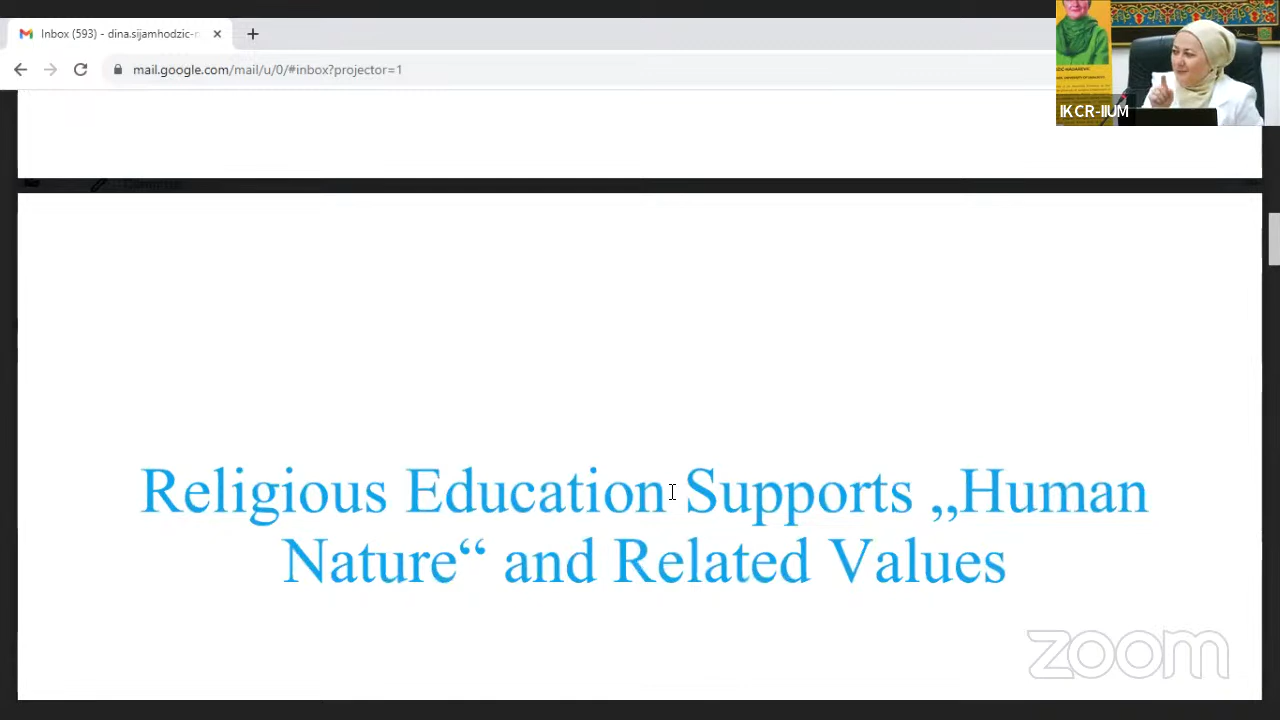 Inbox (593) - dina.sijamhodzic-
mail.google.com/mail/u/0/#inbox?projector=1
IKCR-IIUM
Religious Education Supports „Human
Nature“ and Related Values
zoom